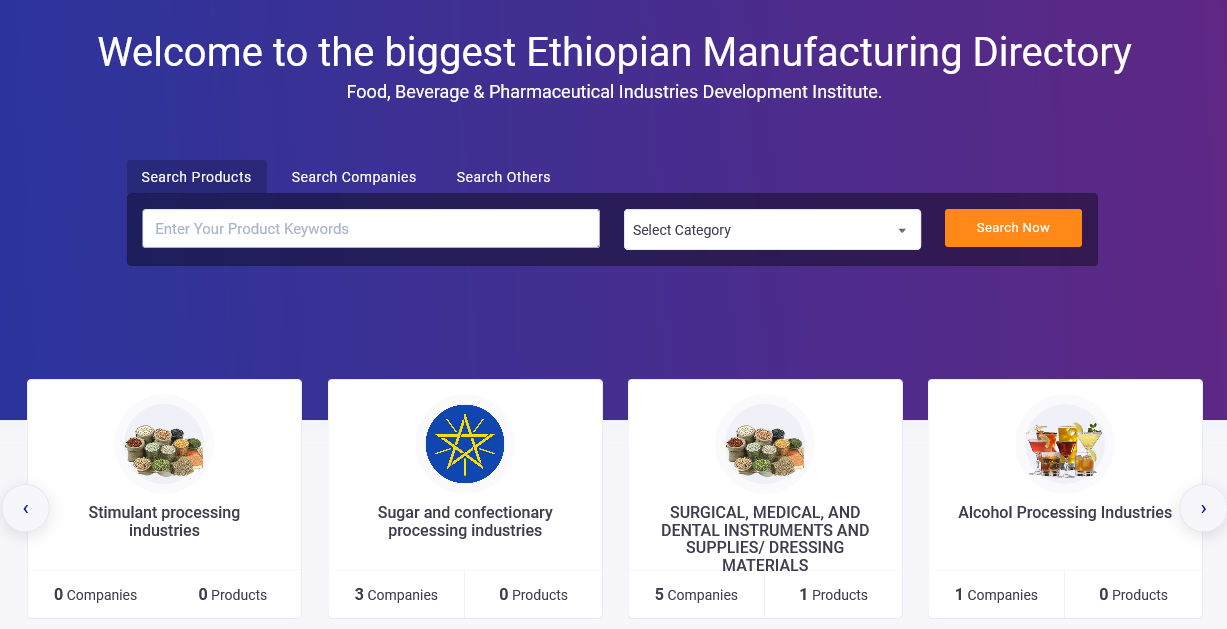 Welcome to the biggest Ethiopian Manufacturing Directory
Food, Beverage & Pharmaceutical Industries Development Institute.
Search Products Search Companies Search Others
Enter Your Product Keywords Select Category Search Now
Stimulant processing
industries
0 Companies 0 Products
Sugar and confectionary
processing industries
3 Companies 0 Products
SURGICAL, MEDICAL, AND
DENTAL INSTRUMENTS AND
SUPPLIES/ DRESSING
MATERIALS
5 Companies 1 Products
Alcohol Processing Industries
1 Companies 0 Products